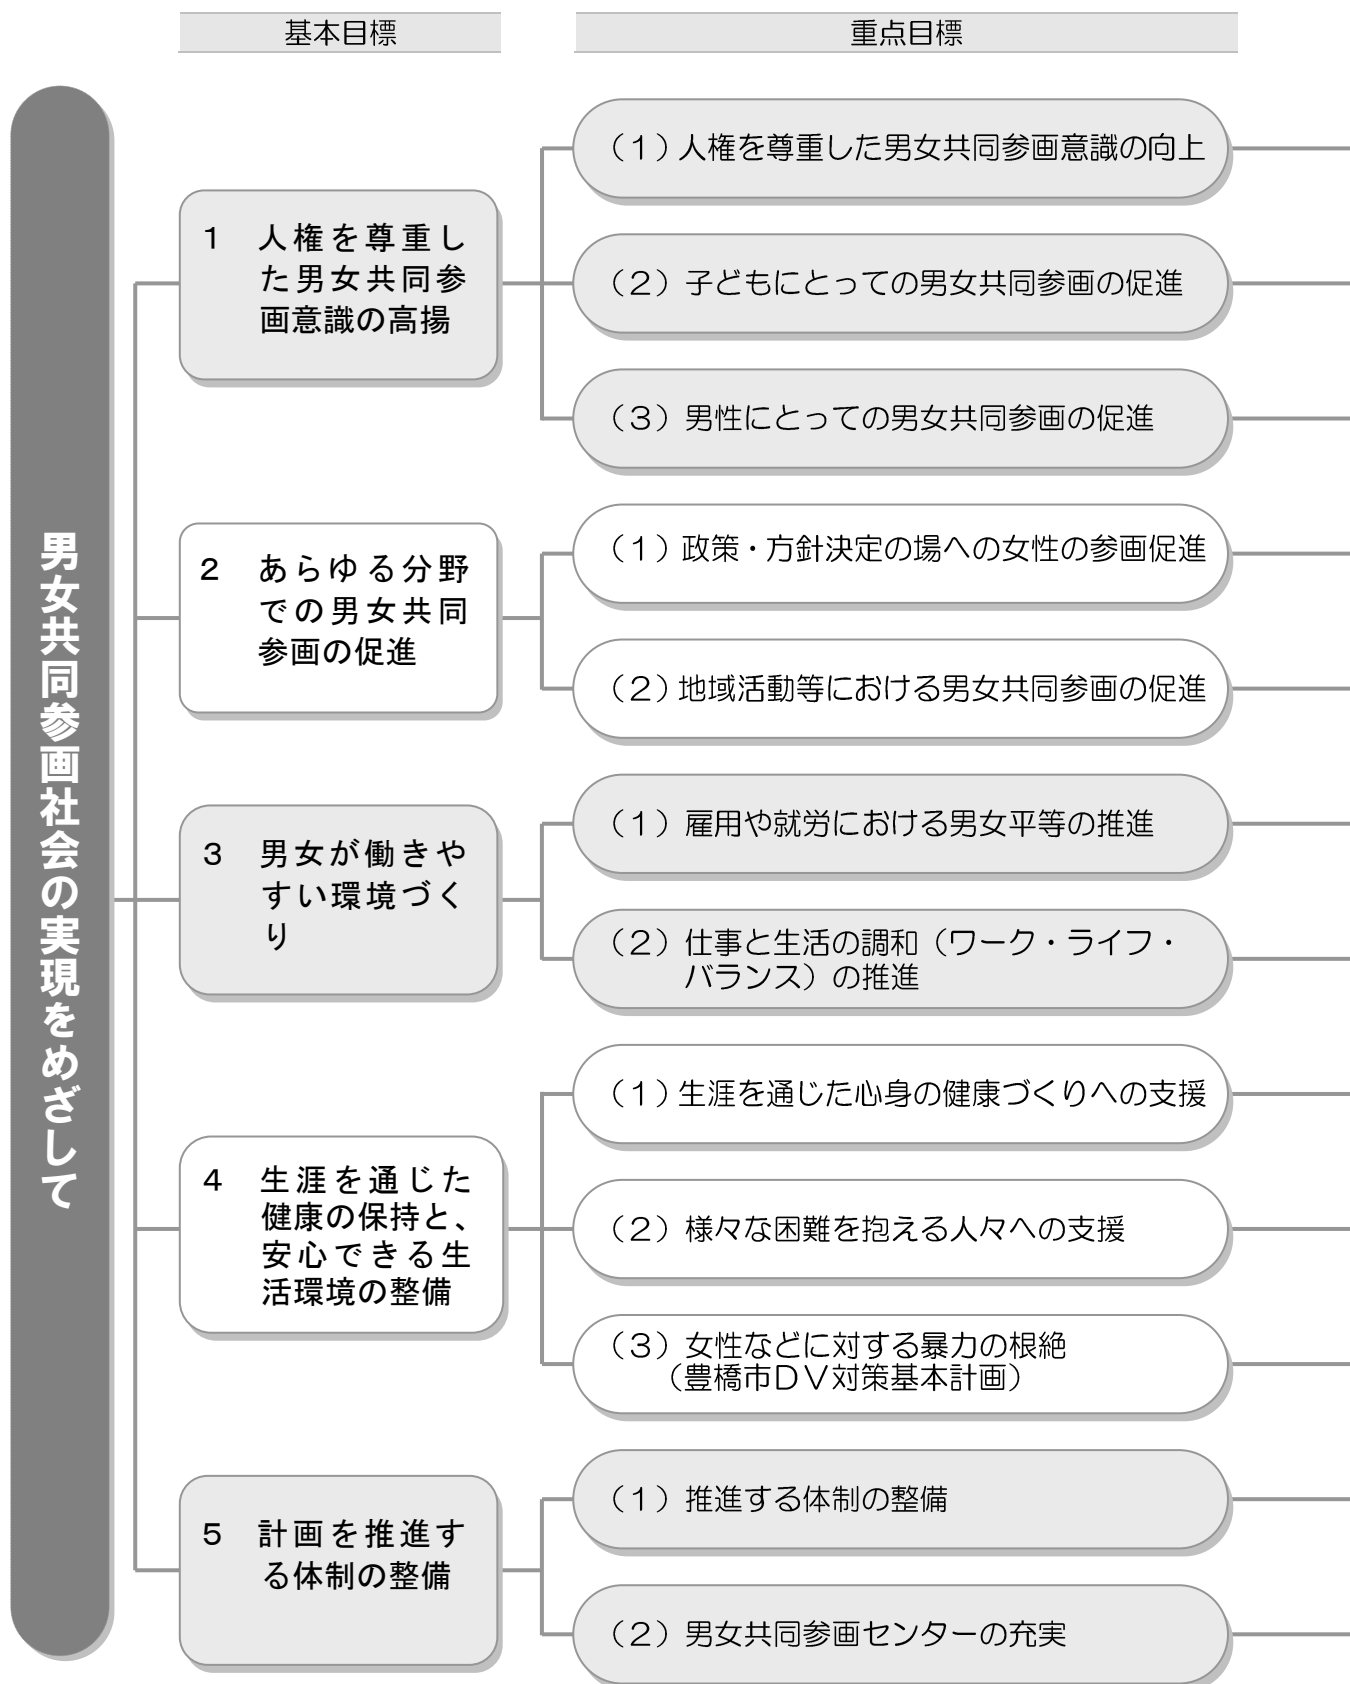 基本目標
重点目標
男女共同参画社会の実現をめざして
1 人権を尊重し
た男女共同参
画意識の高揚
（1）人権を尊重した男女共同参画意識の向上
（2）子どもにとっての男女共同参画の促進
（3）男性にとっての男女共同参画の促進
2 あらゆる分野
での男女共同
参画の促進
（1）政策・方針決定の場への女性の参画促進
（2）地域活動等における男女共同参画の促進
3 男女が働きや
すい環境づく
り
（1）雇用や就労における男女平等の推進
（2）仕事と生活の調和（ワーク・ライフ・
バランス）の推進
4 生涯を通じた
健康の保持と、
安心できる生
活環境の整備
（1）生涯を通じた心身の健康づくりへの支援
（2）様々な困難を抱える人々への支援
（3）女性などに対する暴力の根絶
（豊橋市DV対策基本計画）
5 計画を推進す
る体制の整備
（1）推進する体制の整備
（2）男女共同参画センターの充実